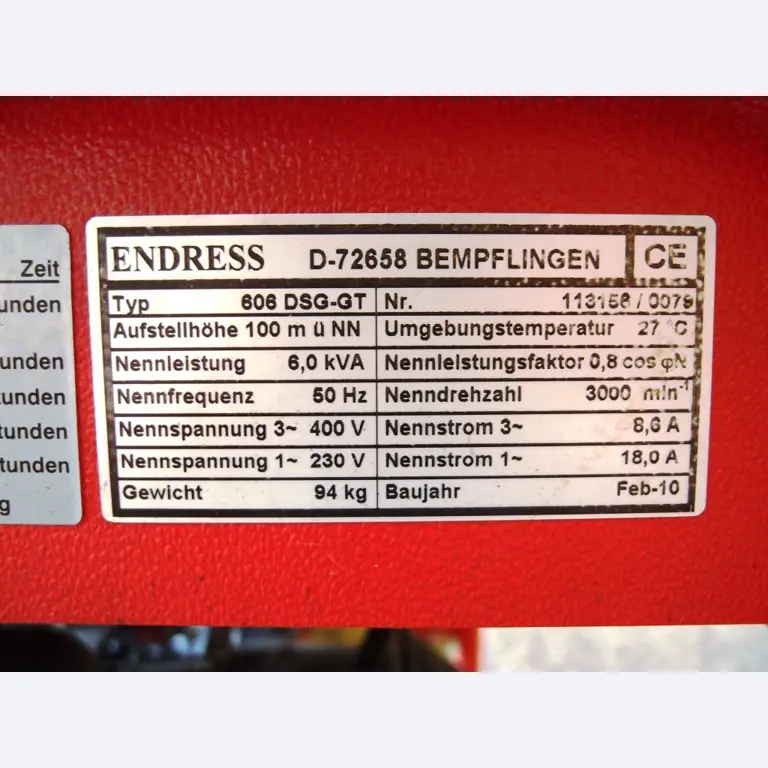 Zeit
unden
unden
tunden
tunden
tunden
g
ENDRESS D-72658 BEMPFLINGEN CE
Typ 606 DSG-GT Nr. 113156 / 0079
Aufstellhöhe 100 m ü NN Umgebungstemperatur 27 °C
Nennleistung 6,0 kVA Nennleistungsfaktor 0,8 cos φN
Nennfrequenz 50 Hz Nenndrehzahl 3000 min-1
Nennspannung 3~ 400 V Nennstrom 3~ 8,6 A
Nennspannung 1~ 230 V Nennstrom 1~ 18,0 A
Gewicht 94 kg Baujahr Feb-10